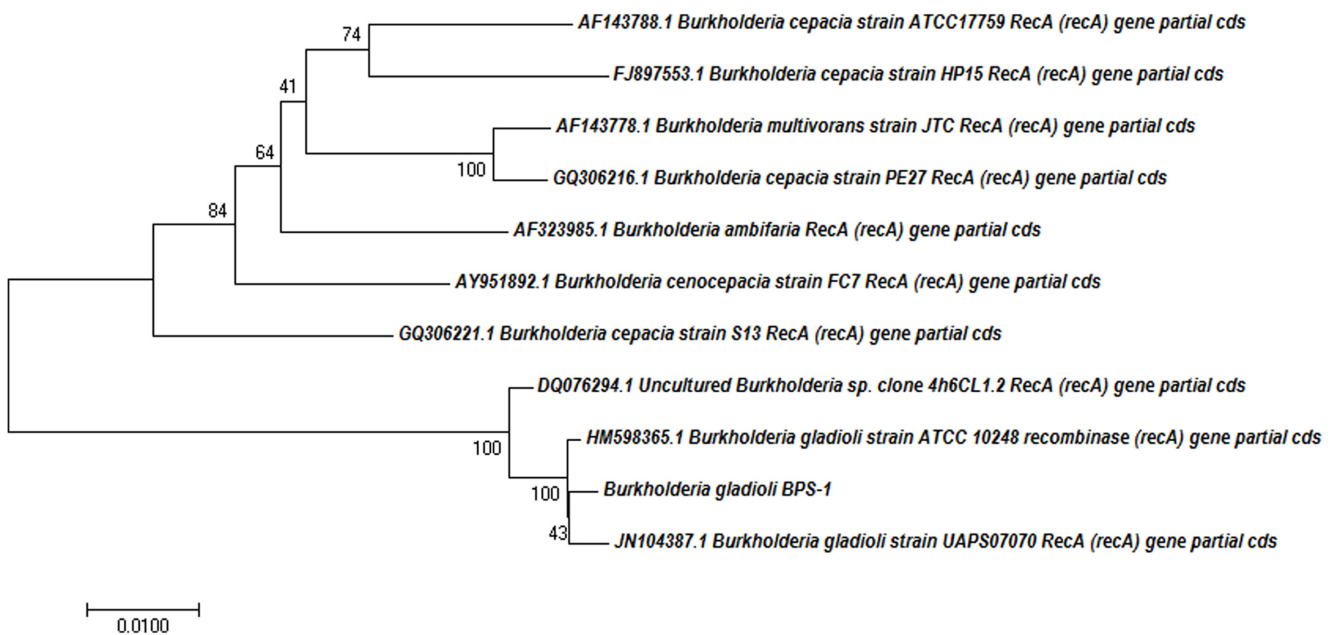 AF143788.1 Burkholderia cepacia strain ATCC17759 RecA (recA) gene partial cds
74
FJ897553.1 Burkholderia cepacia strain HP15 RecA (recA) gene partial cds
41
AF143778.1 Burkholderia multivorans strain JTC RecA (recA) gene partial cds
64
100
GQ306216.1 Burkholderia cepacia strain PE27 RecA (recA) gene partial cds
84
AF323985.1 Burkholderia ambifaria RecA (recA) gene partial cds
AY951892.1 Burkholderia cenocepacia strain FC7 RecA (recA) gene partial cds
GQ306221.1 Burkholderia cepacia strain S13 RecA (recA) gene partial cds
DQ076294.1 Uncultured Burkholderia sp. clone 4h6CL1.2 RecA (recA) gene partial cds
100
HM598365.1 Burkholderia gladioli strain ATCC 10248 recombinase (recA) gene partial cds
100
Burkholderia gladioli BPS-1
43
JN104387.1 Burkholderia gladioli strain UAPS07070 RecA (recA) gene partial cds
0.0100